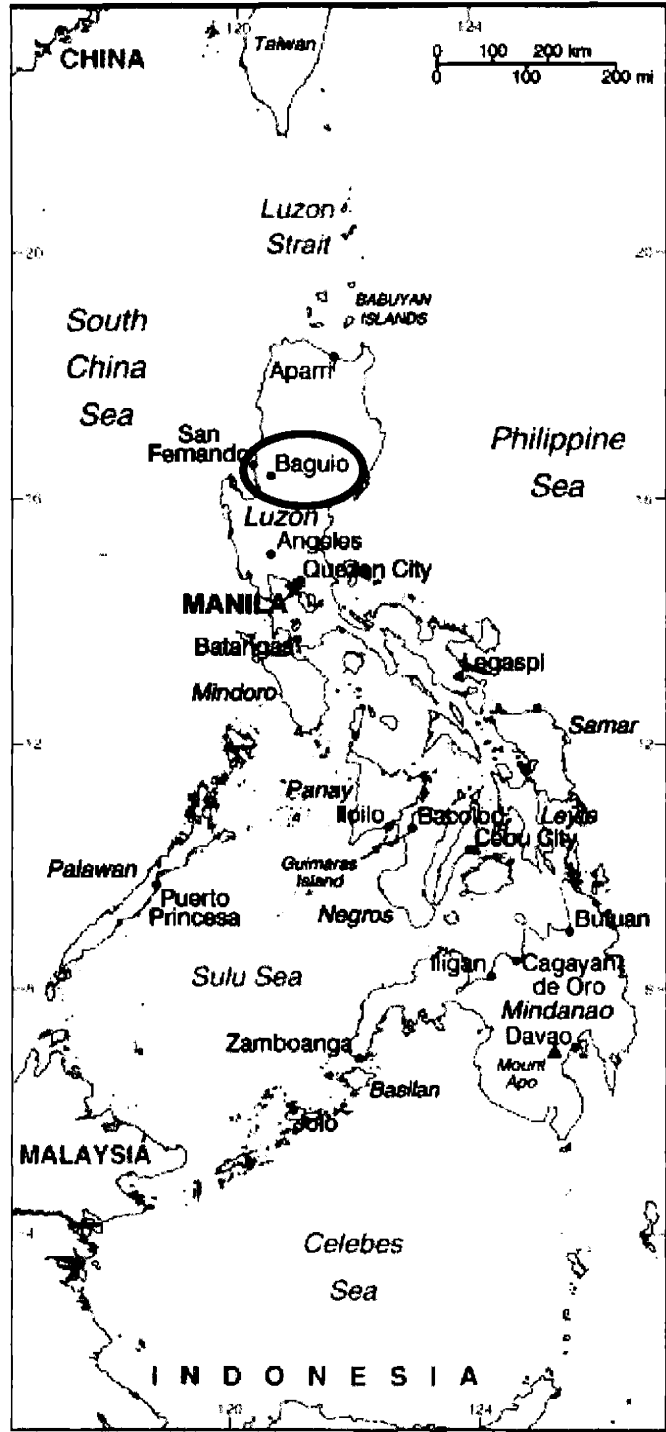 120
124
Taiwan
CHINA
0 100 200 km
0 200 mi
Luzon
Strait
20
20
BABUYAN
ISLANDS
South
China
Sea
Aparri
San
Fernando
Baguio
Philippine
Sea
16
Luzon
Angeles
Quezon City
MANILA
Batangas
Legaspi
Mindoro
12
12
Samar
Panay
Iloilo
Bacolod
Leyte
Cebu City
Palawan
Guimaras
Island
Puerto
Princesa
Negros
Butuan
Sulu Sea
Iligan
Cagayan
de Oro
8
Mindanao
Zamboanga
Davao
Mount
Apo
Basilan
Jolo
MALAYSIA
4
4
Celebes
Sea
INDONESIA
120
124